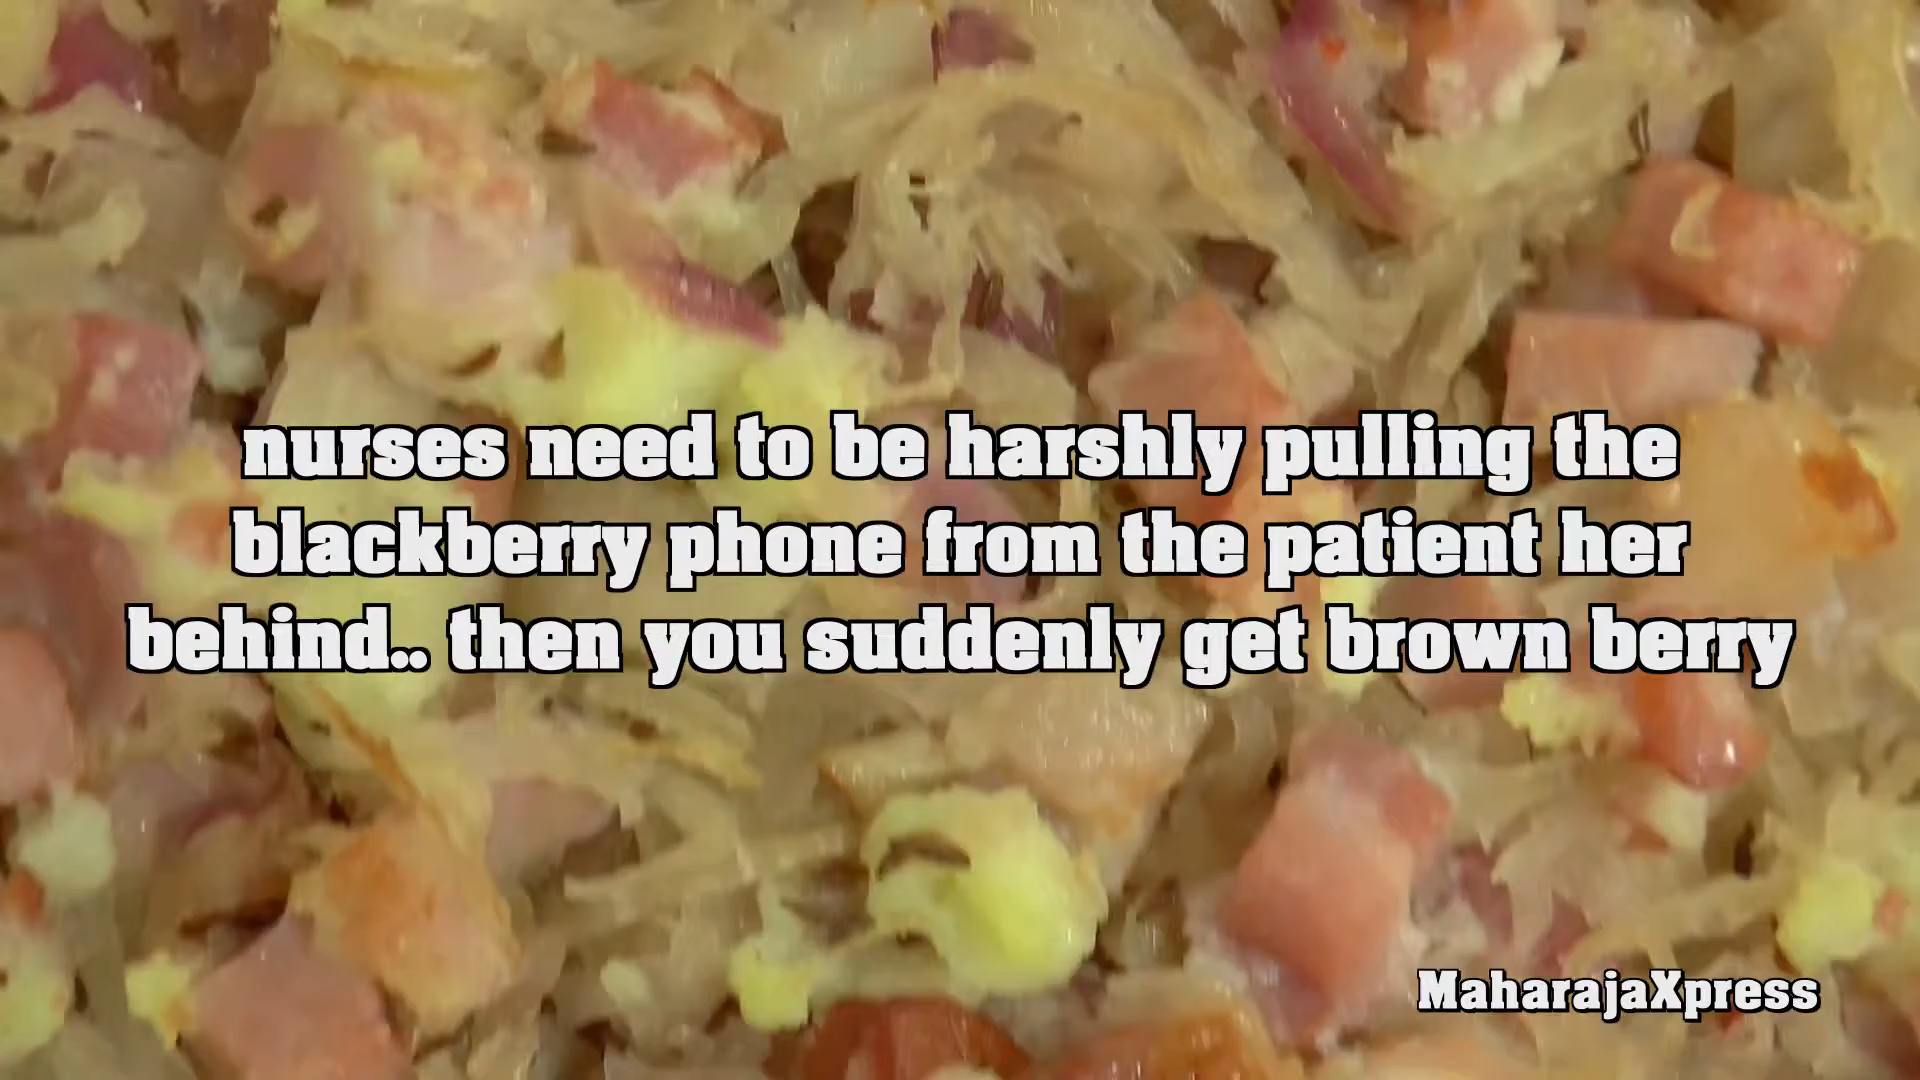 nurses need to be harshly pulling the
blackberry phone from the patient her
behind.. then you suddenly get brown berry
MaharajaXpress